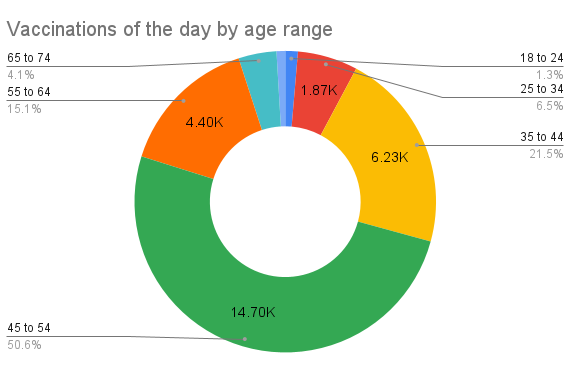 Vaccinations of the day by age range
65 to 74
4.1%
55 to 64
15.1%
45 to 54
50.6%
18 to 24
1.3%
25 to 34
6.5%
35 to 44
21.5%
1.87K
6.23K
4.40K
14.70K